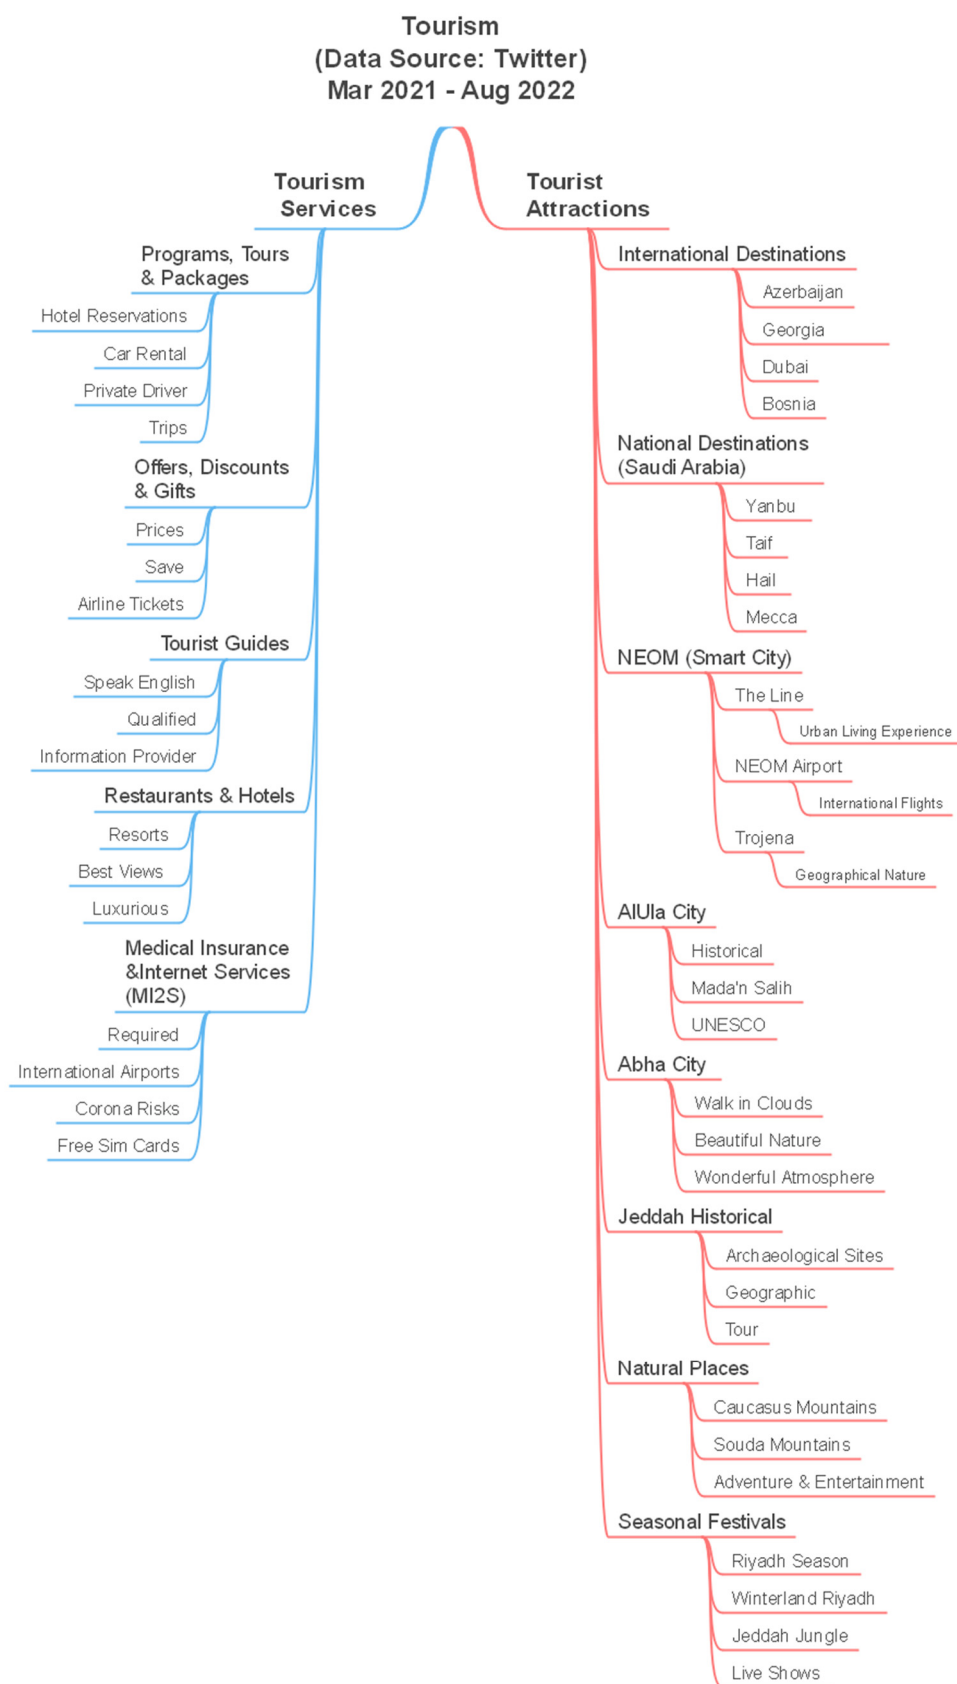 Tourism
(Data Source: Twitter)
Mar 2021 - Aug 2022
Tourism
Services
Programs, Tours
& Packages
Hotel Reservations
Car Rental
Private Driver
Trips
Offers, Discounts
& Gifts
Prices
Save
Airline Tickets
Tourist Guides
Speak English
Qualified
Information Provider
Restaurants & Hotels
Resorts
Best Views
Luxurious
Medical Insurance
&Internet Services
(MI2S)
Required
International Airports
Corona Risks
Free Sim Cards
Tourist
Attractions
International Destinations
Azerbaijan
Georgia
Dubai
Bosnia
National Destinations
(Saudi Arabia)
Yanbu
Taif
Hail
Mecca
NEOM (Smart City)
The Line
Urban Living Experience
NEOM Airport
International Flights
Trojena
Geographical Nature
AlUla City
Historical
Mada'n Salih
UNESCO
Abha City
Walk in Clouds
Beautiful Nature
Wonderful Atmosphere
Jeddah Historical
Archaeological Sites
Geographic
Tour
Natural Places
Caucasus Mountains
Souda Mountains
Adventure & Entertainment
Seasonal Festivals
Riyadh Season
Winterland Riyadh
Jeddah Jungle
Live Shows